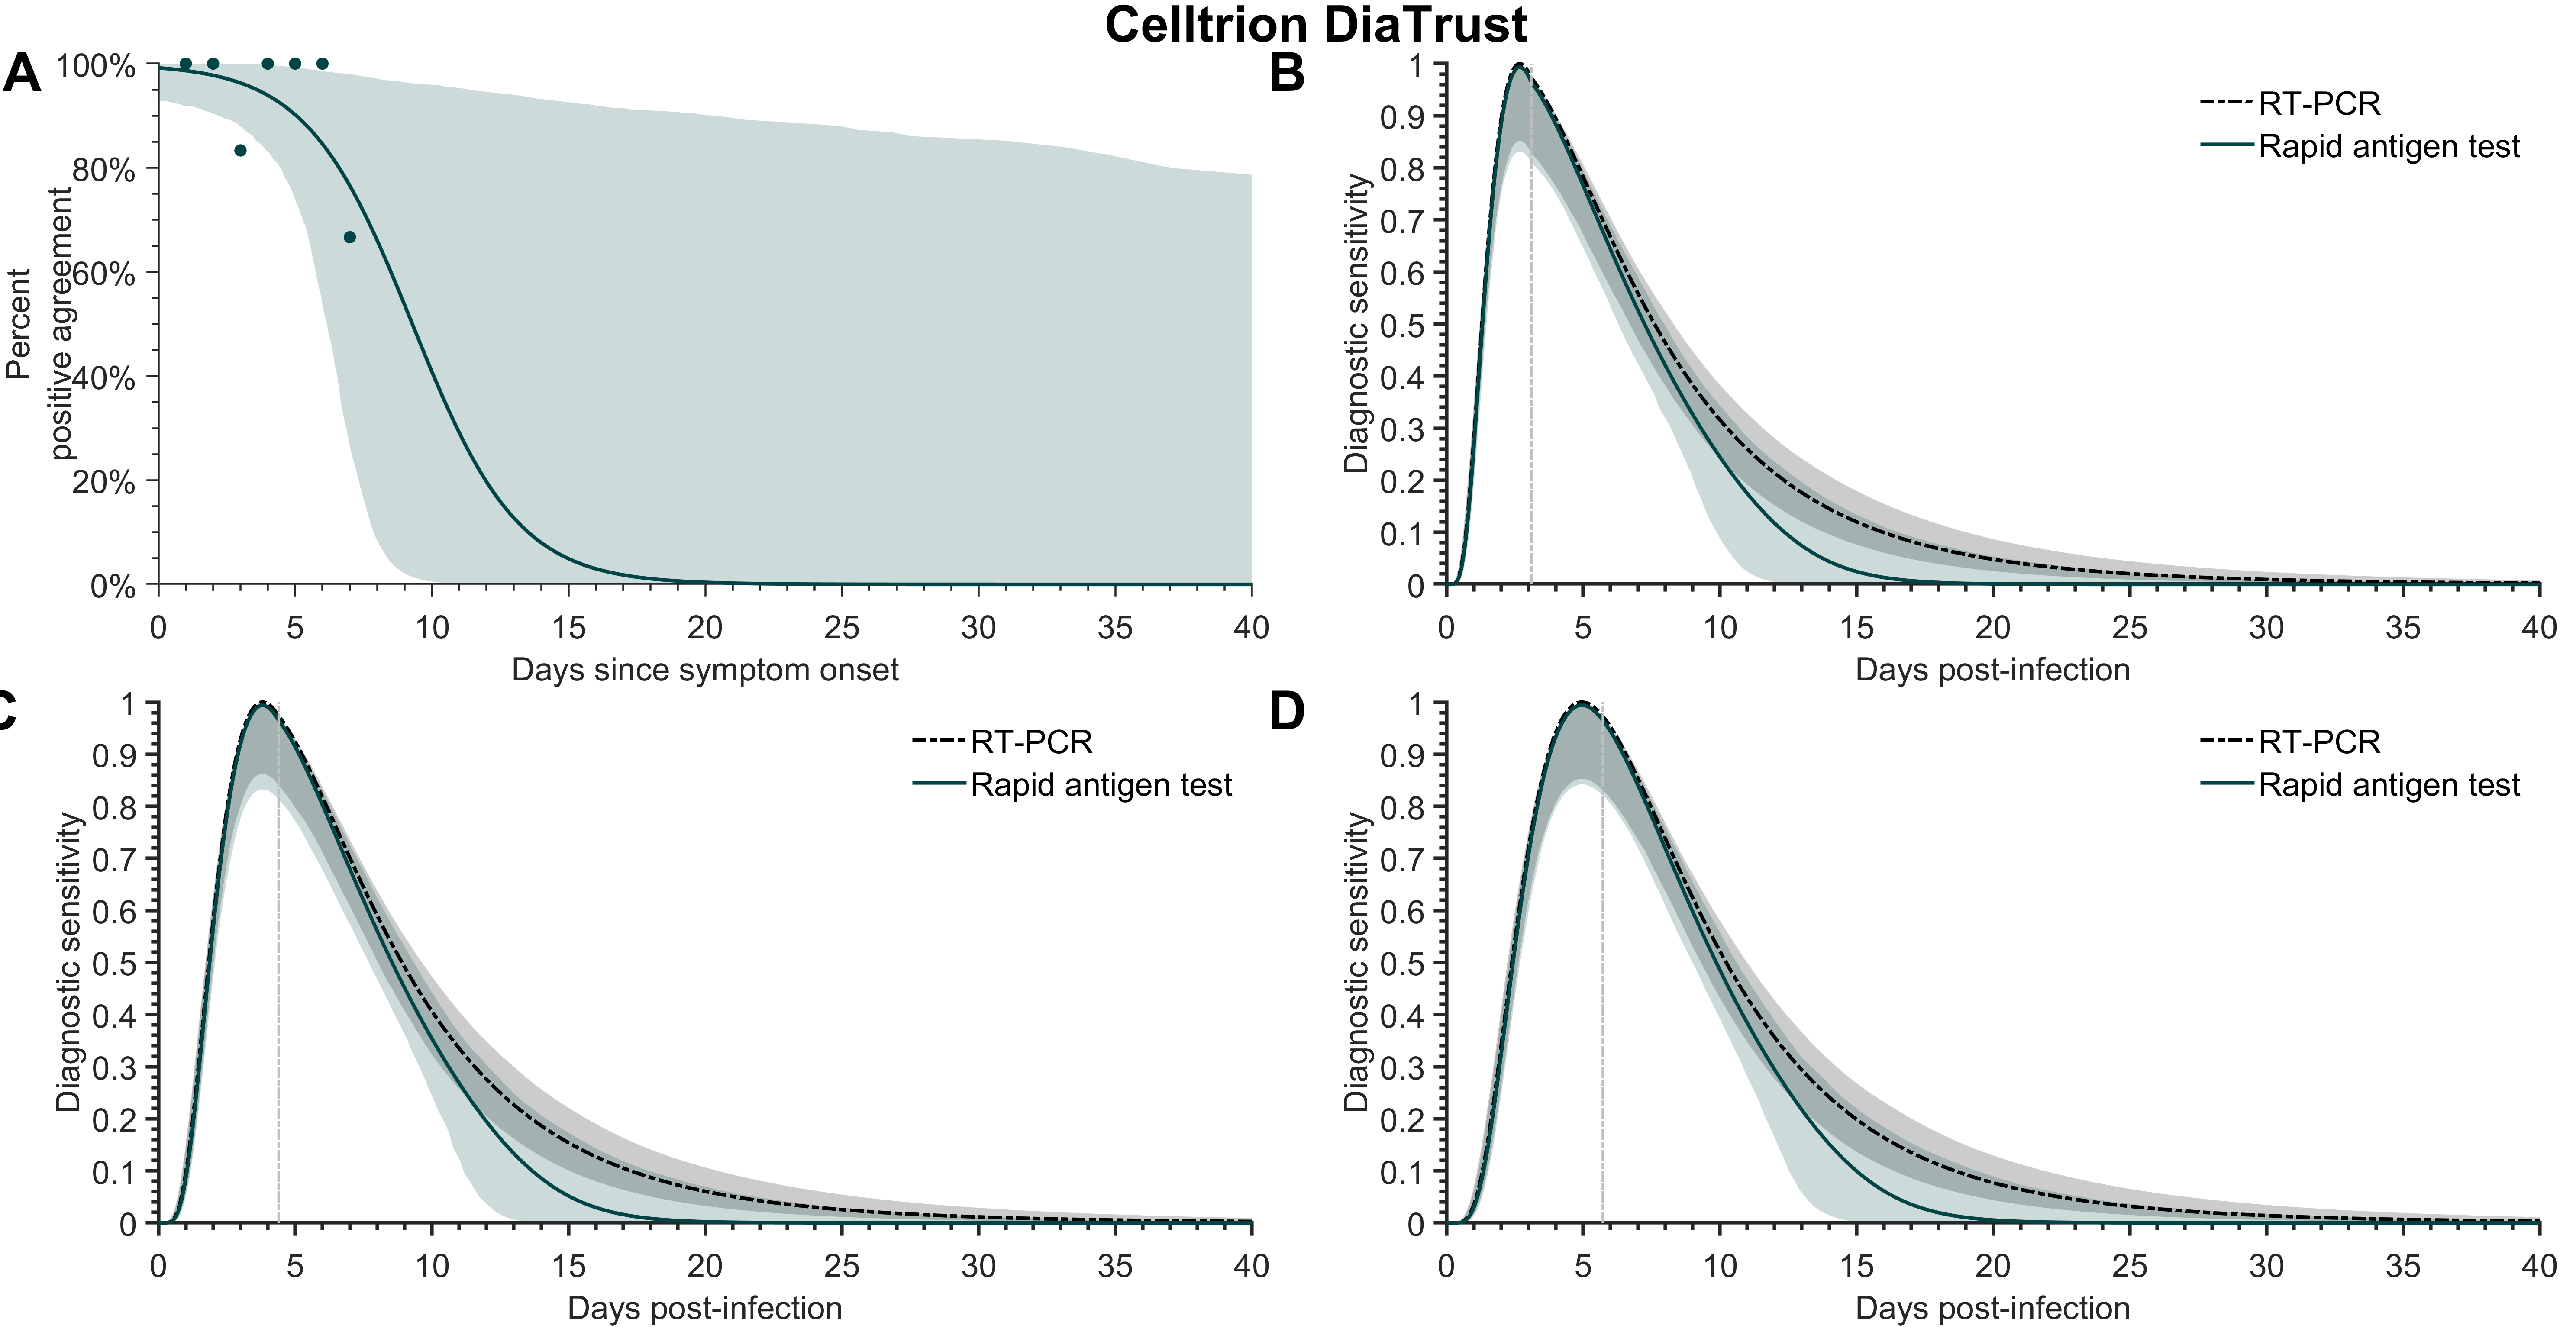 Celltrion DiaTrust
A
100%
80%
60%
40%
20%
0%
Percent
positive agreement
0 5 10 15 20 25 30 35 40
Days since symptom onset
B
1
0.9
0.8
0.7
0.6
0.5
0.4
0.3
0.2
0.1
0
Diagnostic sensitivity
RT-PCR
Rapid antigen test
0 5 10 15 20 25 30 35 40
Days post-infection
C
1
0.9
0.8
0.7
0.6
0.5
0.4
0.3
0.2
0.1
0
Diagnostic sensitivity
RT-PCR
Rapid antigen test
0 5 10 15 20 25 30 35 40
Days post-infection
D
1
0.9
0.8
0.7
0.6
0.5
0.4
0.3
0.2
0.1
0
Diagnostic sensitivity
RT-PCR
Rapid antigen test
0 5 10 15 20 25 30 35 40
Days post-infection